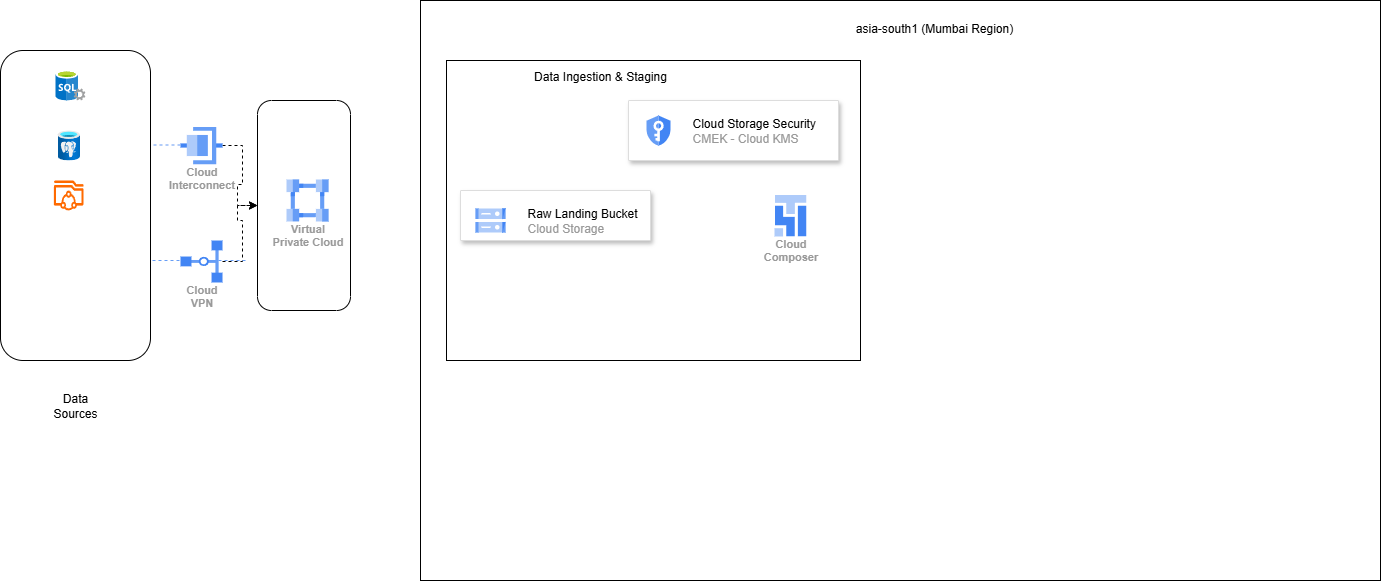 asia-south1 (Mumbai Region)
Data Ingestion & Staging
SQL
Cloud Storage Security
CMEK - Cloud KMS
Cloud
Interconnect
Raw Landing Bucket
Cloud Storage
Virtual
Private Cloud
Cloud
Composer
Cloud
VPN
Data
Sources